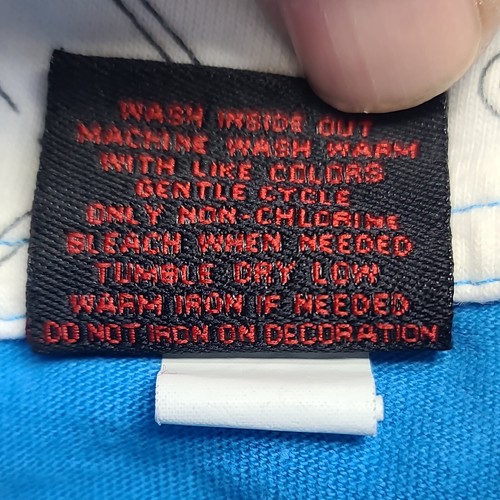 WASH INSIDE OUT
MACHINE WASH WARM
WITH LIKE COLORS
GENTLE CYCLE
ONLY NON-CHLORINE
BLEACH WHEN NEEDED
TUMBLE DRY LOW
WARM IRON IF NEEDED
DO NOT IRON ON DECORATION